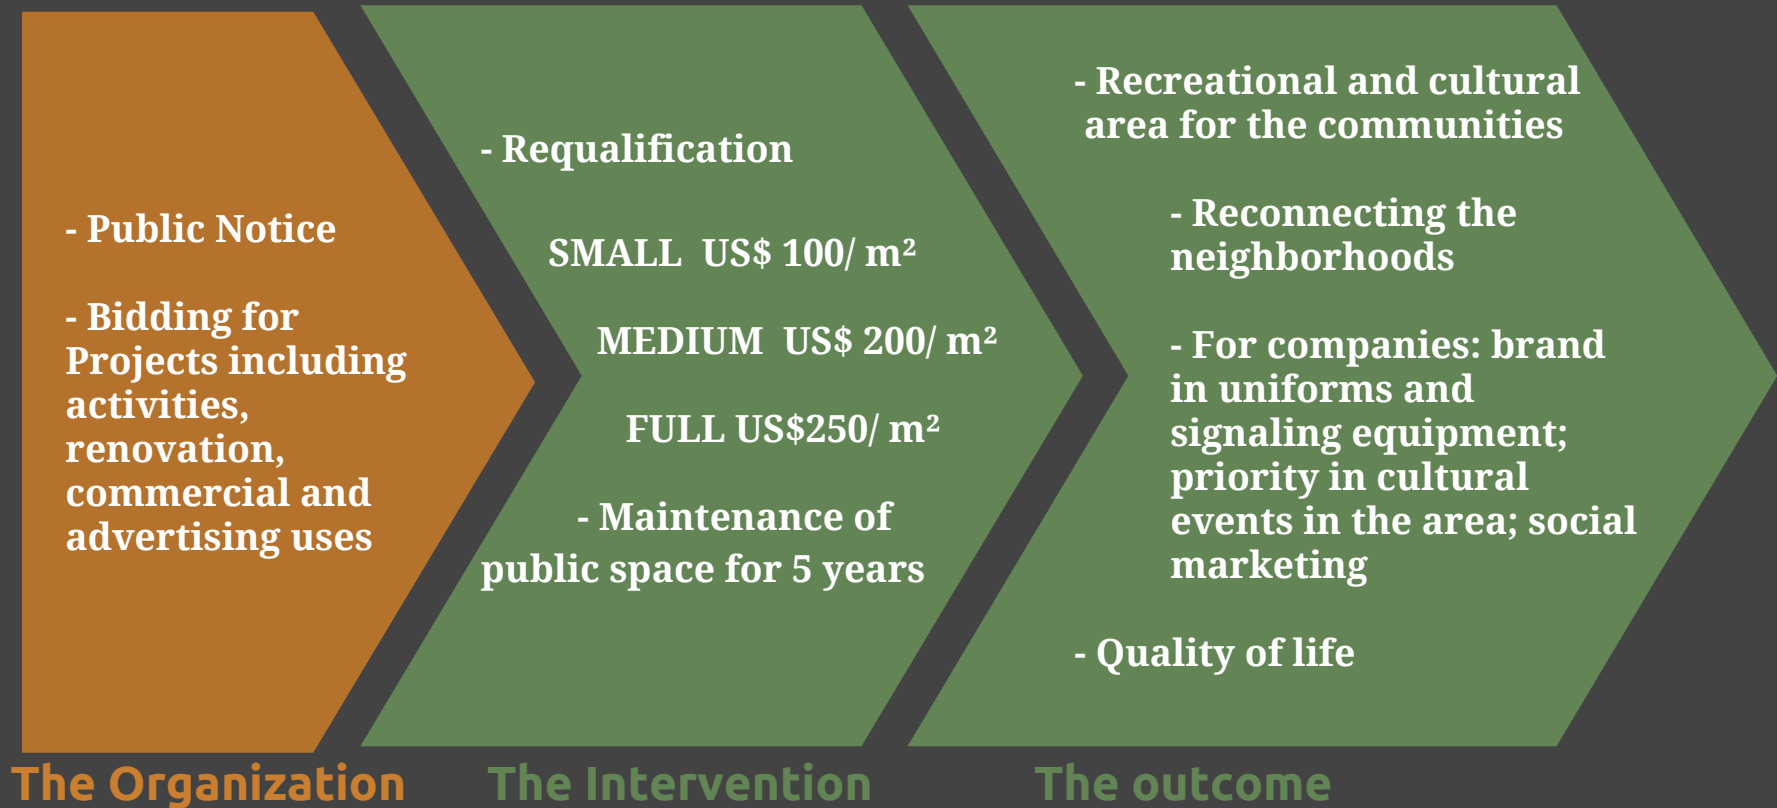 - Public Notice
- Bidding for
Projects including
activities,
renovation,
commercial and
advertising uses
The Organization
- Requalification
SMALL  US$ 100/ m²
MEDIUM  US$ 200/ m²
FULL US$250/ m²
- Maintenance of
public space for 5 years
The Intervention
- Recreational and cultural
area for the communities
- Reconnecting the
neighborhoods
- For companies: brand
in uniforms and
signaling equipment;
priority in cultural
events in the area; social
marketing
- Quality of life
The outcome